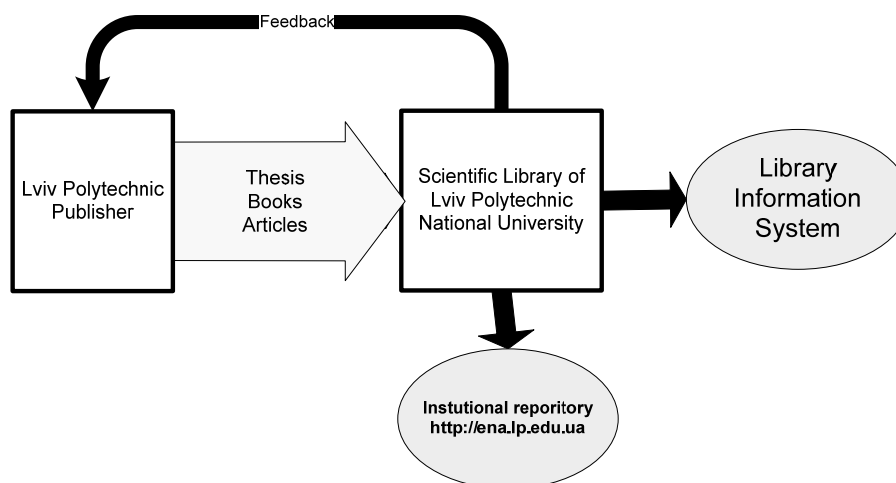 Feedback
Lviv Polytechnic
Publisher
Thesis
Books
Articles
Scientific Library of
Lviv Polytechnic
National University
Library
Information
System
Instutional reporitory
http://ena.lp.edu.ua